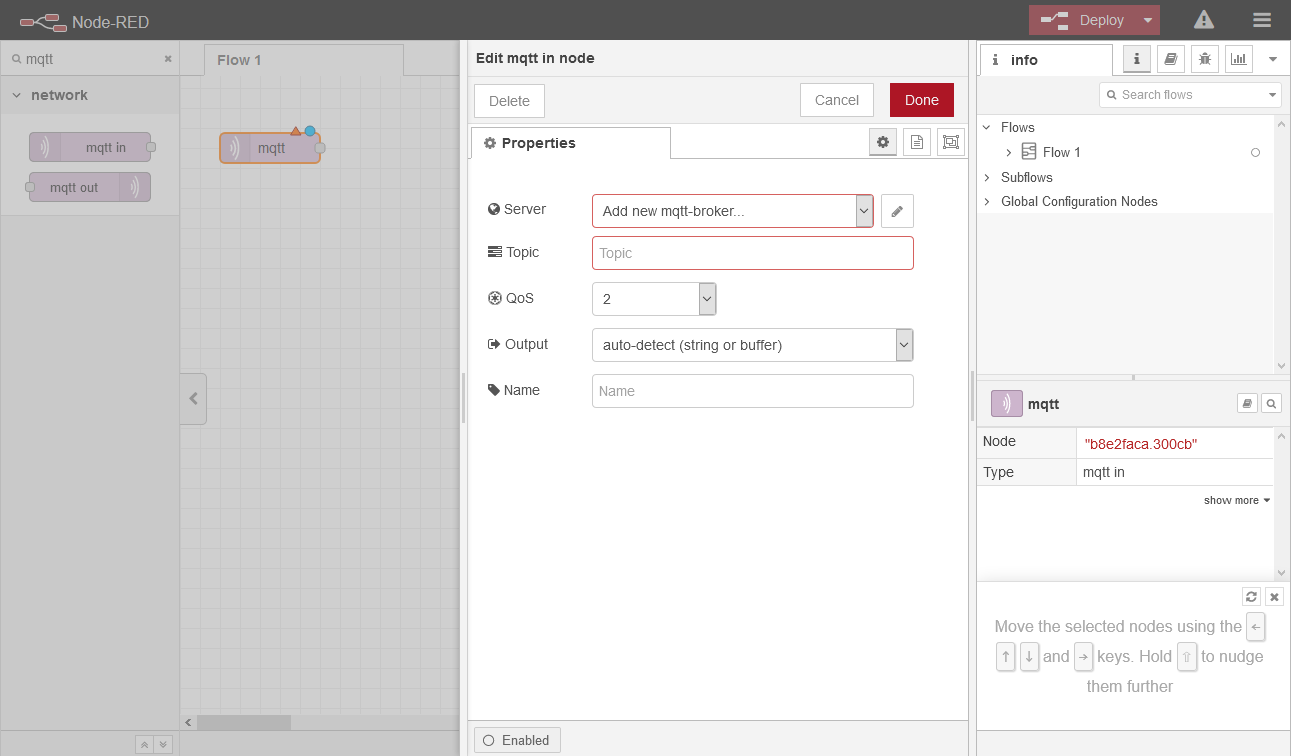 Node-RED
Deploy
mqtt
network
mqtt in
mqtt out
Flow 1
mqtt
Edit mqtt in node
Delete
Cancel
Done
Properties
Server
Add new mqtt-broker...
Topic
Topic
QoS
2
Output
auto-detect (string or buffer)
Name
Name
Enabled
info
Search flows
Flows
Flow 1
Subflows
Global Configuration Nodes
mqtt
Node
"b8e2faca.300cb"
Type
mqtt in
show more
Move the selected nodes using the ←
↑ ↓ and → keys. Hold ⇧ to nudge
them further